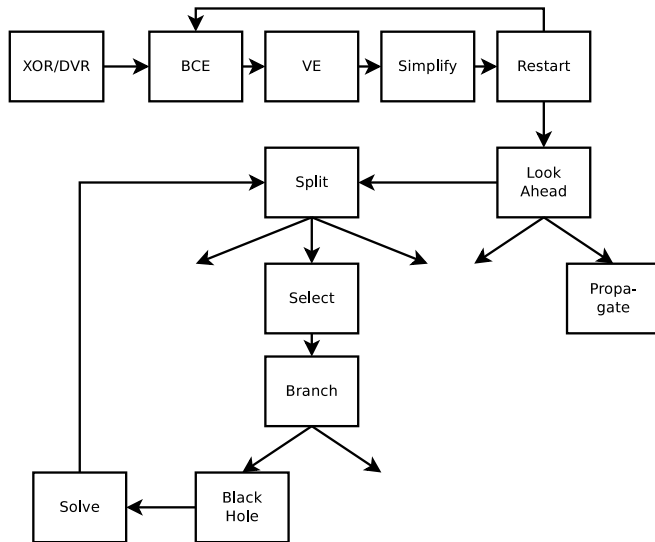 XOR/DVR
BCE
VE
Simplify
Restart
Split
Look
Ahead
Select
Propa-
gate
Branch
Solve
Black
Hole